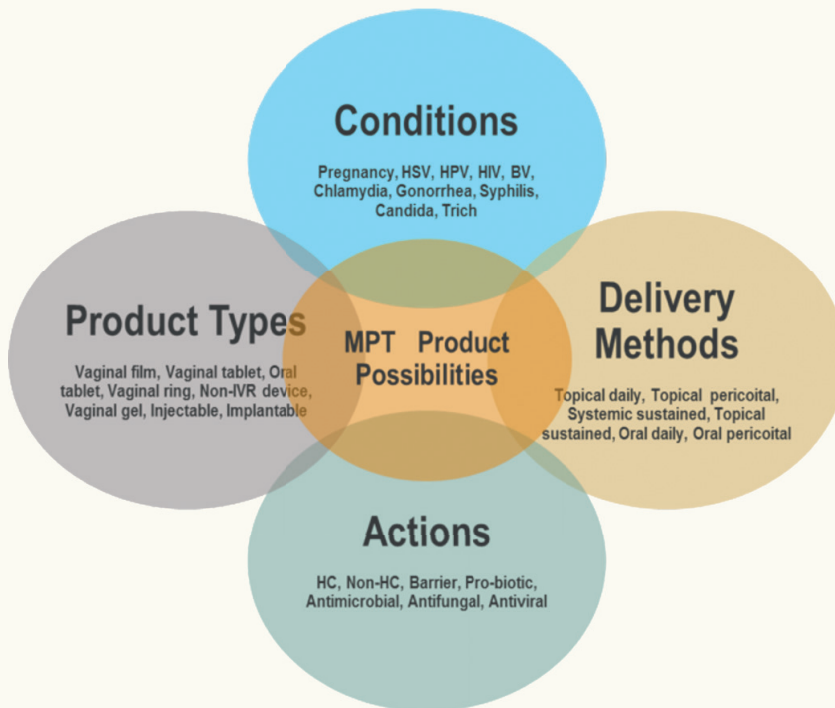 Conditions
Pregnancy, HSV, HPV, HIV, BV,
Chlamydia, Gonorrhea, Syphilis,
Candida, Trich
Product Types
Vaginal film, Vaginal tablet, Oral
tablet, Vaginal ring, Non-IVR device,
Vaginal gel, Injectable, Implantable
MPT Product
Possibilities
Delivery
Methods
Topical daily, Topical pericoital,
Systemic sustained, Topical
sustained, Oral daily, Oral pericoital
Actions
HC, Non-HC, Barrier, Pro-biotic,
Antimicrobial, Antifungal, Antiviral